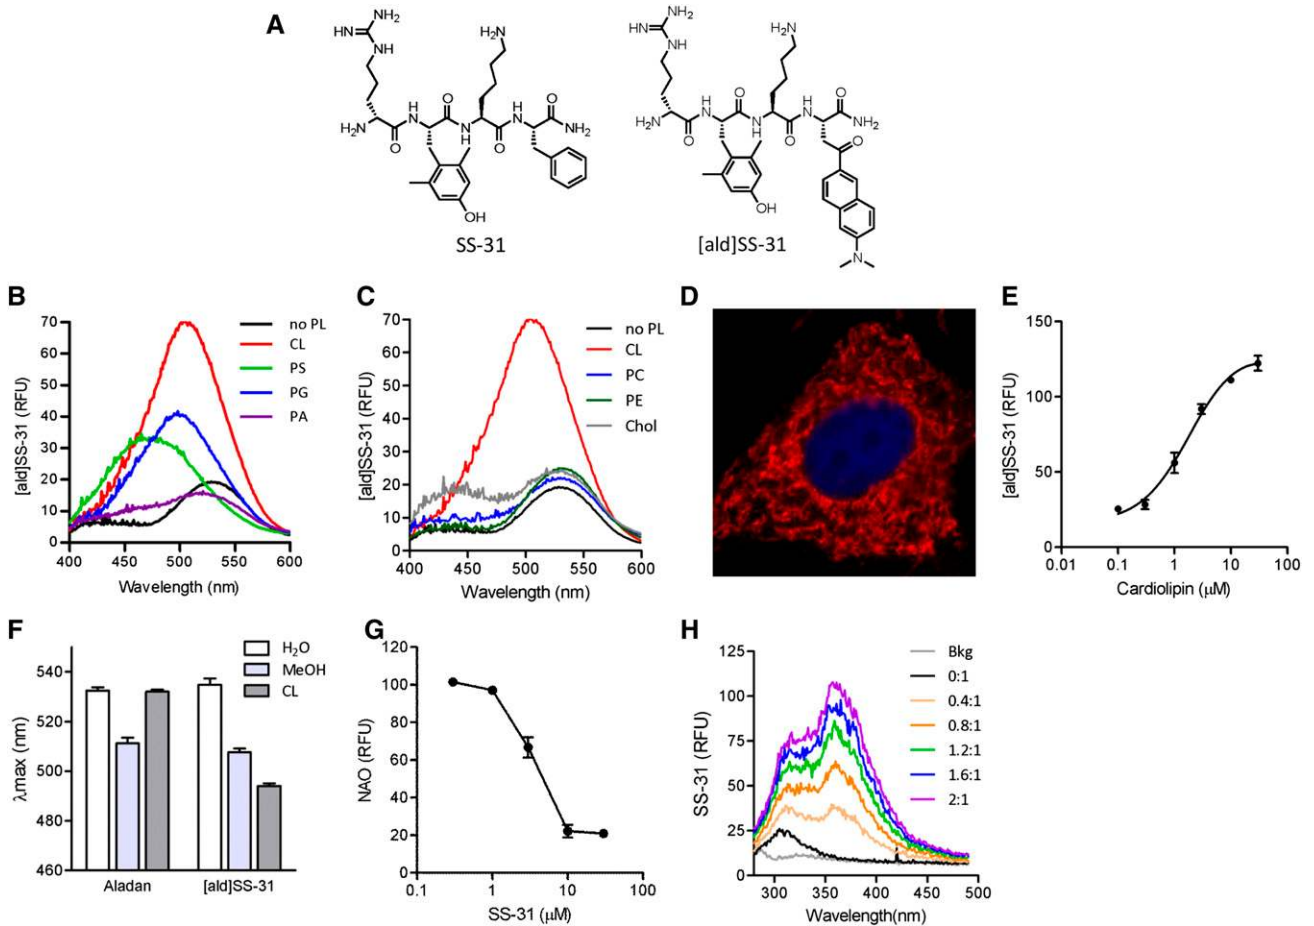 A
NH₂
HN
NH
H₂N
H₂N
O
H
N
O
N
H
O
H
N
O
NH₂
OH
SS-31
NH₂
HN
NH
H₂N
H₂N
O
H
N
O
N
H
O
H
N
O
NH₂
O
OH
N
[ald]SS-31
B
[ald]SS-31 (RFU)
70
60
50
40
30
20
10
0
400 450 500 550 600
Wavelength (nm)
no PL
CL
PS
PG
PA
C
[ald]SS-31 (RFU)
70
60
50
40
30
20
10
0
400 450 500 550 600
Wavelength (nm)
no PL
CL
PC
PE
Chol
D
E
[ald]SS-31 (RFU)
150
100
50
0
0.01 0.1 1 10 100
Cardiolipin (µM)
F
λmax (nm)
540
520
500
480
460
Aladan [ald]SS-31
H₂O
MeOH
CL
G
NAO (RFU)
120
100
80
60
40
20
0
0.1 1 10 100
SS-31 (µM)
H
SS-31 (RFU)
125
100
75
50
25
0
300 350 400 450 500
Wavelength(nm)
Bkg
0:1
0.4:1
0.8:1
1.2:1
1.6:1
2:1